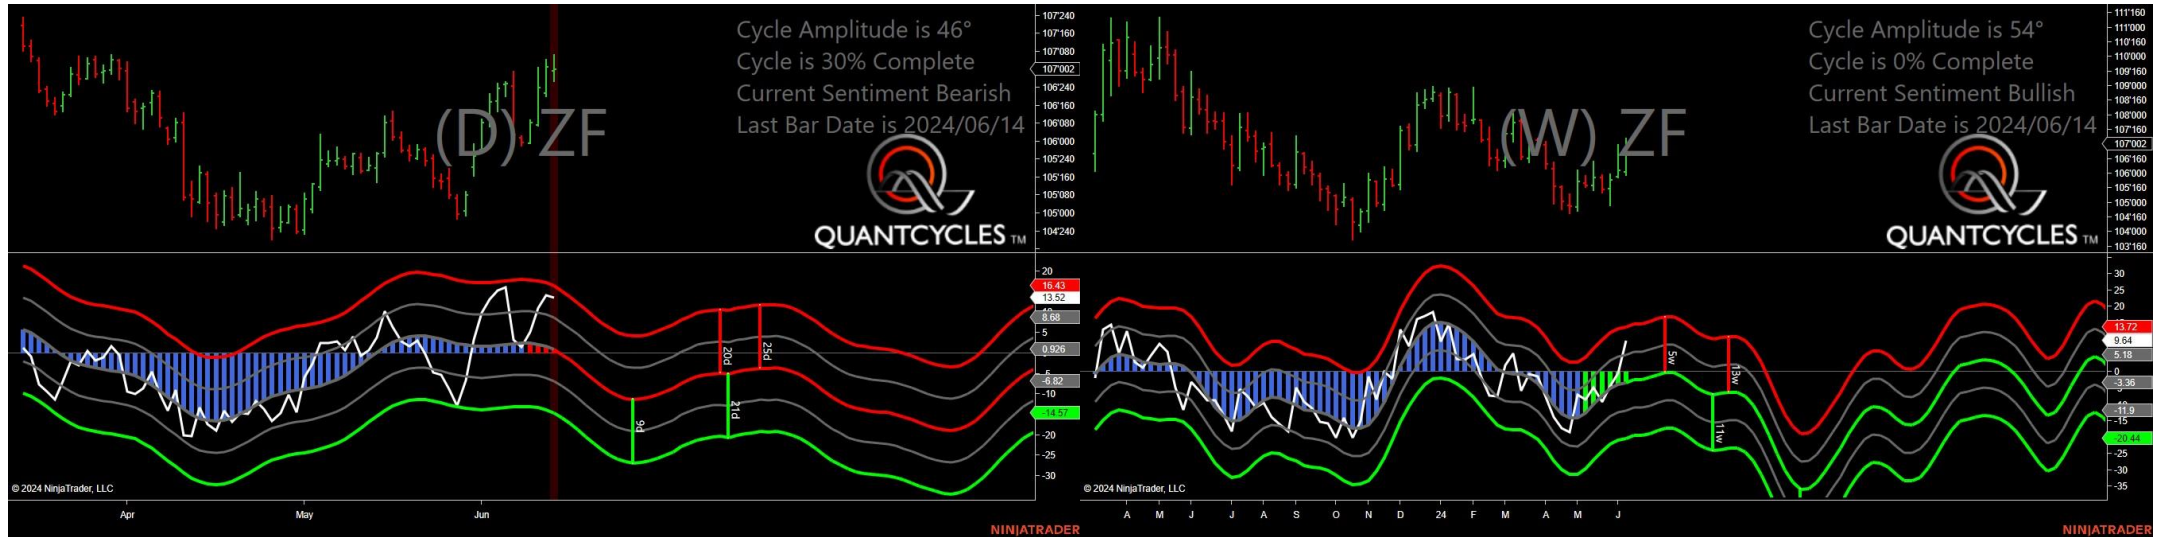 Cycle Amplitude is 46°
Cycle is 30% Complete
Current Sentiment Bearish
Last Bar Date is 2024/06/14
(D) ZF
QUANTCYCLES TM
107'240
107'160
107'080
107'002
106'240
106'160
106'080
106'000
105'240
105'160
105'080
105'000
104'240
20
16.43
13.52
8.68
5
0.926
-5
-6.82
-10
-14.57
-20
-25
-30
9d
20d
21d
25d
© 2024 NinjaTrader, LLC
Apr
May
Jun
NINJATRADER
Cycle Amplitude is 54°
Cycle is 0% Complete
Current Sentiment Bullish
Last Bar Date is 2024/06/14
(W) ZF
QUANTCYCLES TM
111'160
111'000
110'160
110'000
109'160
109'000
108'160
108'000
107'160
107'002
106'160
106'000
105'160
105'000
104'160
104'000
103'160
30
25
20
13.72
9.64
5.18
0
-3.36
-11.9
-15
-20.44
-25
-30
-35
5w
11w
13w
© 2024 NinjaTrader, LLC
A M J J A S O N D 24 F M A M J
NINJATRADER